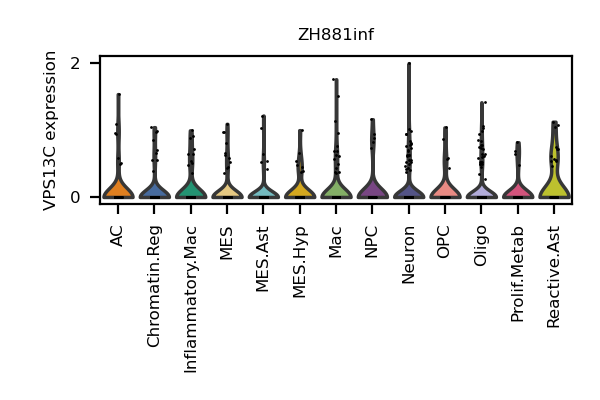 ZH881inf
VPS13C expression
2
0
AC
Chromatin.Reg
Inflammatory.Mac
MES
MES.Ast
MES.Hyp
Mac
NPC
Neuron
OPC
Oligo
Prolif.Metab
Reactive.Ast